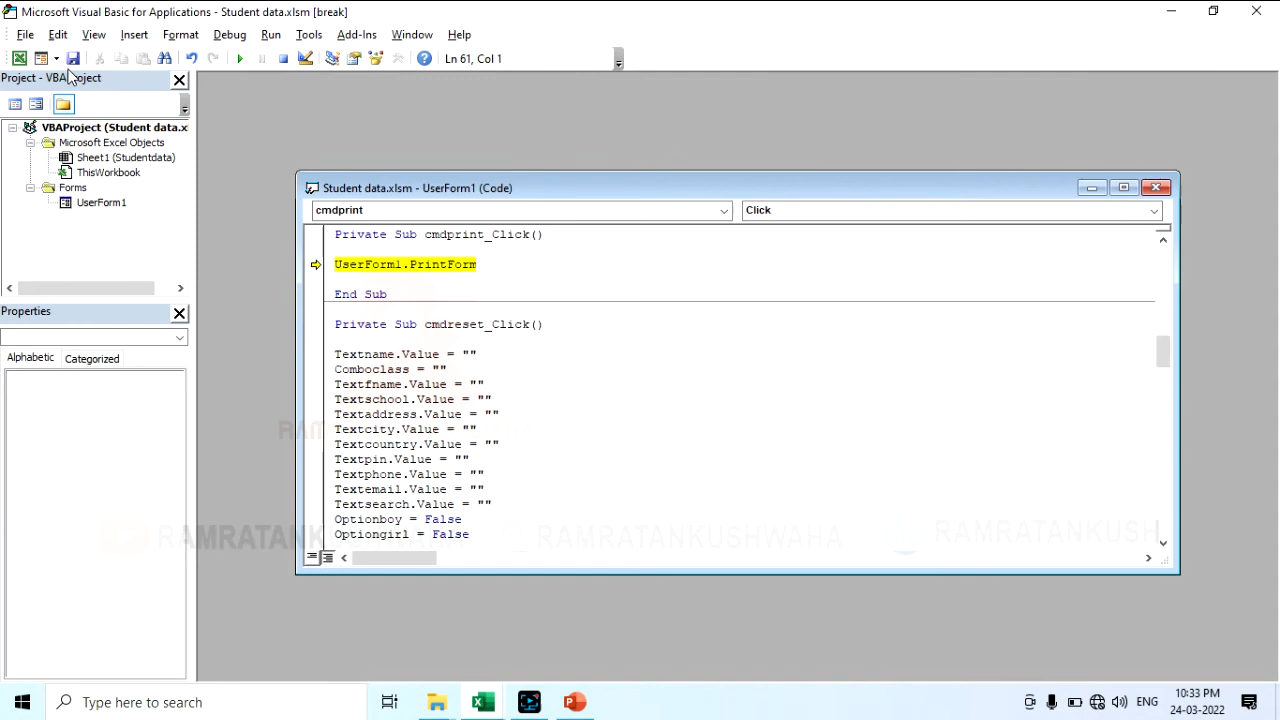 Microsoft Visual Basic for Applications - Student data.xlsm [break]
File Edit View Insert Format Debug Run Tools Add-Ins Window Help
Ln 61, Col 1
Project - VBAProject
VBAProject (Student data.x
Microsoft Excel Objects
Sheet1 (Studentdata)
ThisWorkbook
Forms
UserForm1
Properties
Alphabetic Categorized
Student data.xlsm - UserForm1 (Code)
cmdprint Click
Private Sub cmdprint_Click()
UserForm1.PrintForm
End Sub
Private Sub cmdreset_Click()
Textname.Value = ""
Comboclass = ""
Textfname.Value = ""
Textschool.Value = ""
Textaddress.Value = ""
Textcity.Value = ""
Textcountry.Value = ""
Textpin.Value = ""
Textphone.Value = ""
Textemail.Value = ""
Textsearch.Value = ""
Optionboy = False
Optiongirl = False
RAMRATANKUSHWAHA
RAMRATANKUSH
Type here to search
ENG
10:33 PM
24-03-2022